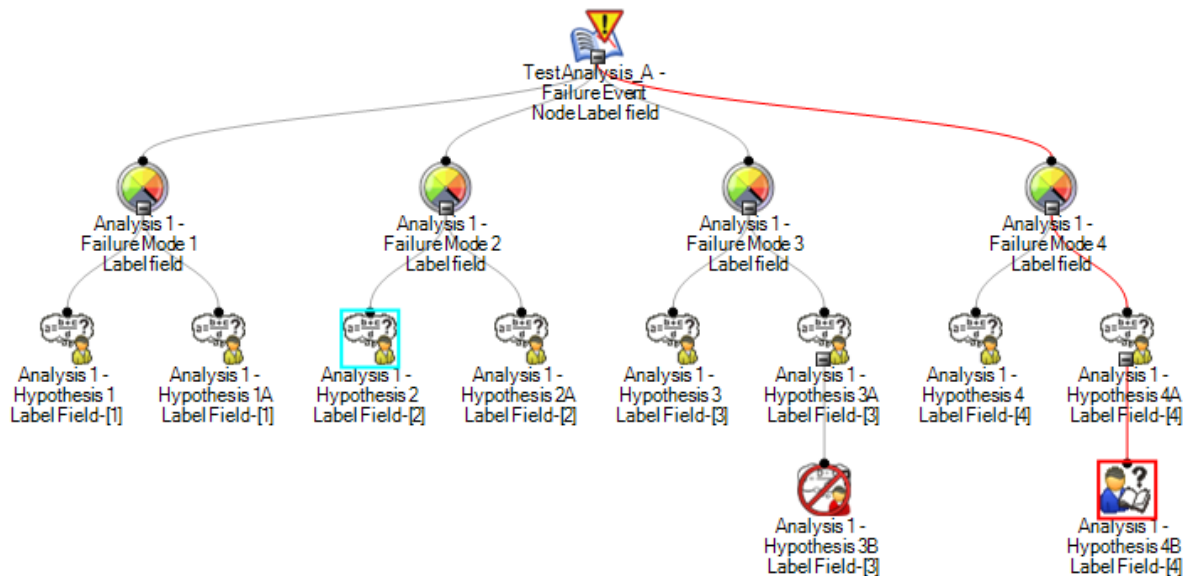 TestAnalysis_A -
Failure Event
Node Label field
Analysis 1 -
Failure Mode 1
Label field
Analysis 1 -
Failure Mode 2
Label field
Analysis 1 -
Failure Mode 3
Label field
Analysis 1 -
Failure Mode 4
Label field
Analysis 1 -
Hypothesis 1
Label Field-[1]
Analysis 1 -
Hypothesis 1A
Label Field-[1]
Analysis 1 -
Hypothesis 2
Label Field-[2]
Analysis 1 -
Hypothesis 2A
Label Field-[2]
Analysis 1 -
Hypothesis 3
Label Field-[3]
Analysis 1 -
Hypothesis 3A
Label Field-[3]
Analysis 1 -
Hypothesis 4
Label Field-[4]
Analysis 1 -
Hypothesis 4A
Label Field-[4]
Analysis 1 -
Hypothesis 3B
Label Field-[3]
Analysis 1 -
Hypothesis 4B
Label Field-[4]